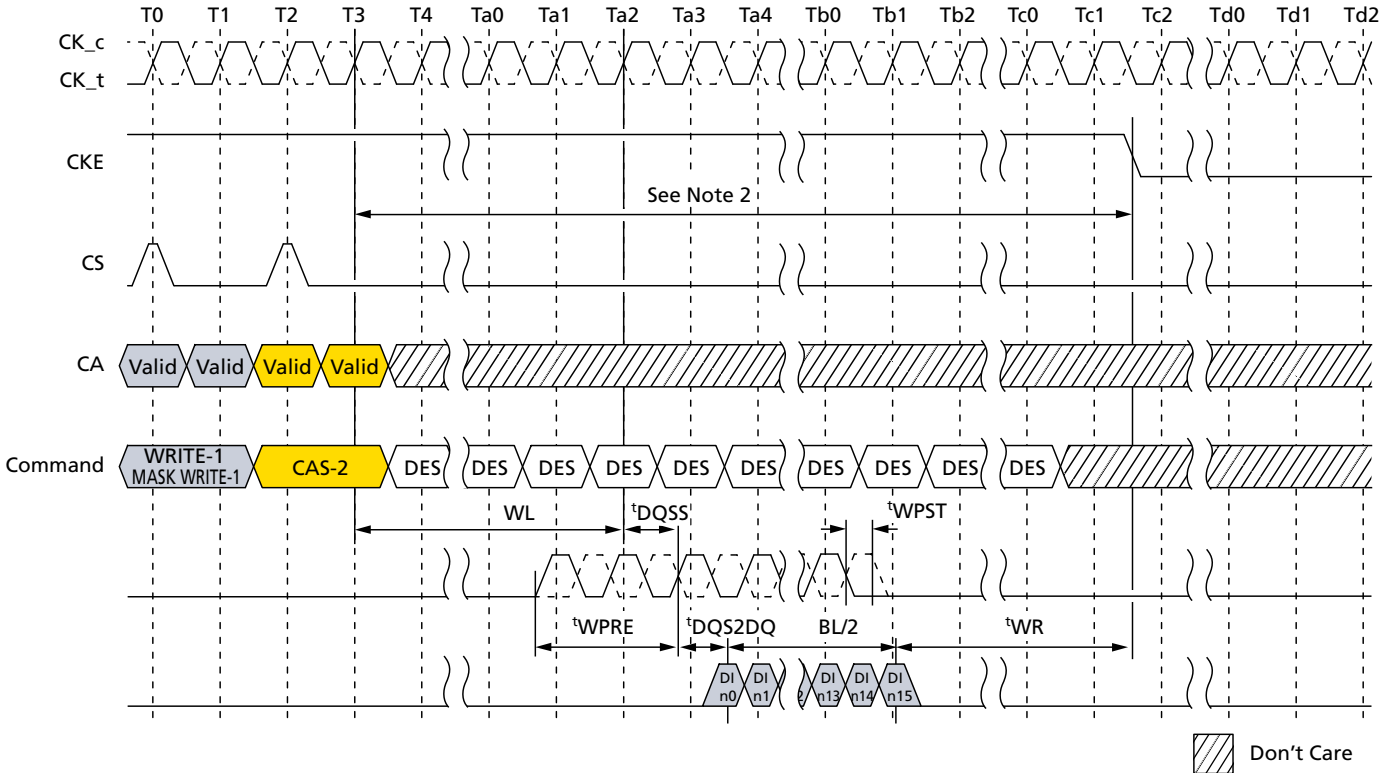 T0 T1 T2 T3 T4 Ta0 Ta1 Ta2 Ta3 Ta4 Tb0 Tb1 Tb2 Tc0 Tc1 Tc2 Td0 Td1 Td2
CK_c
CK_t
CKE
See Note 2
CS
CA Valid Valid Valid Valid
Command WRITE-1 MASK WRITE-1 CAS-2 DES DES DES DES DES DES DES DES DES DES
WL tDQSS tWPST
tWPRE tDQS2DQ BL/2 tWR
DI n0 DI n1 2 DI n13 DI n14 DI n15
Don't Care